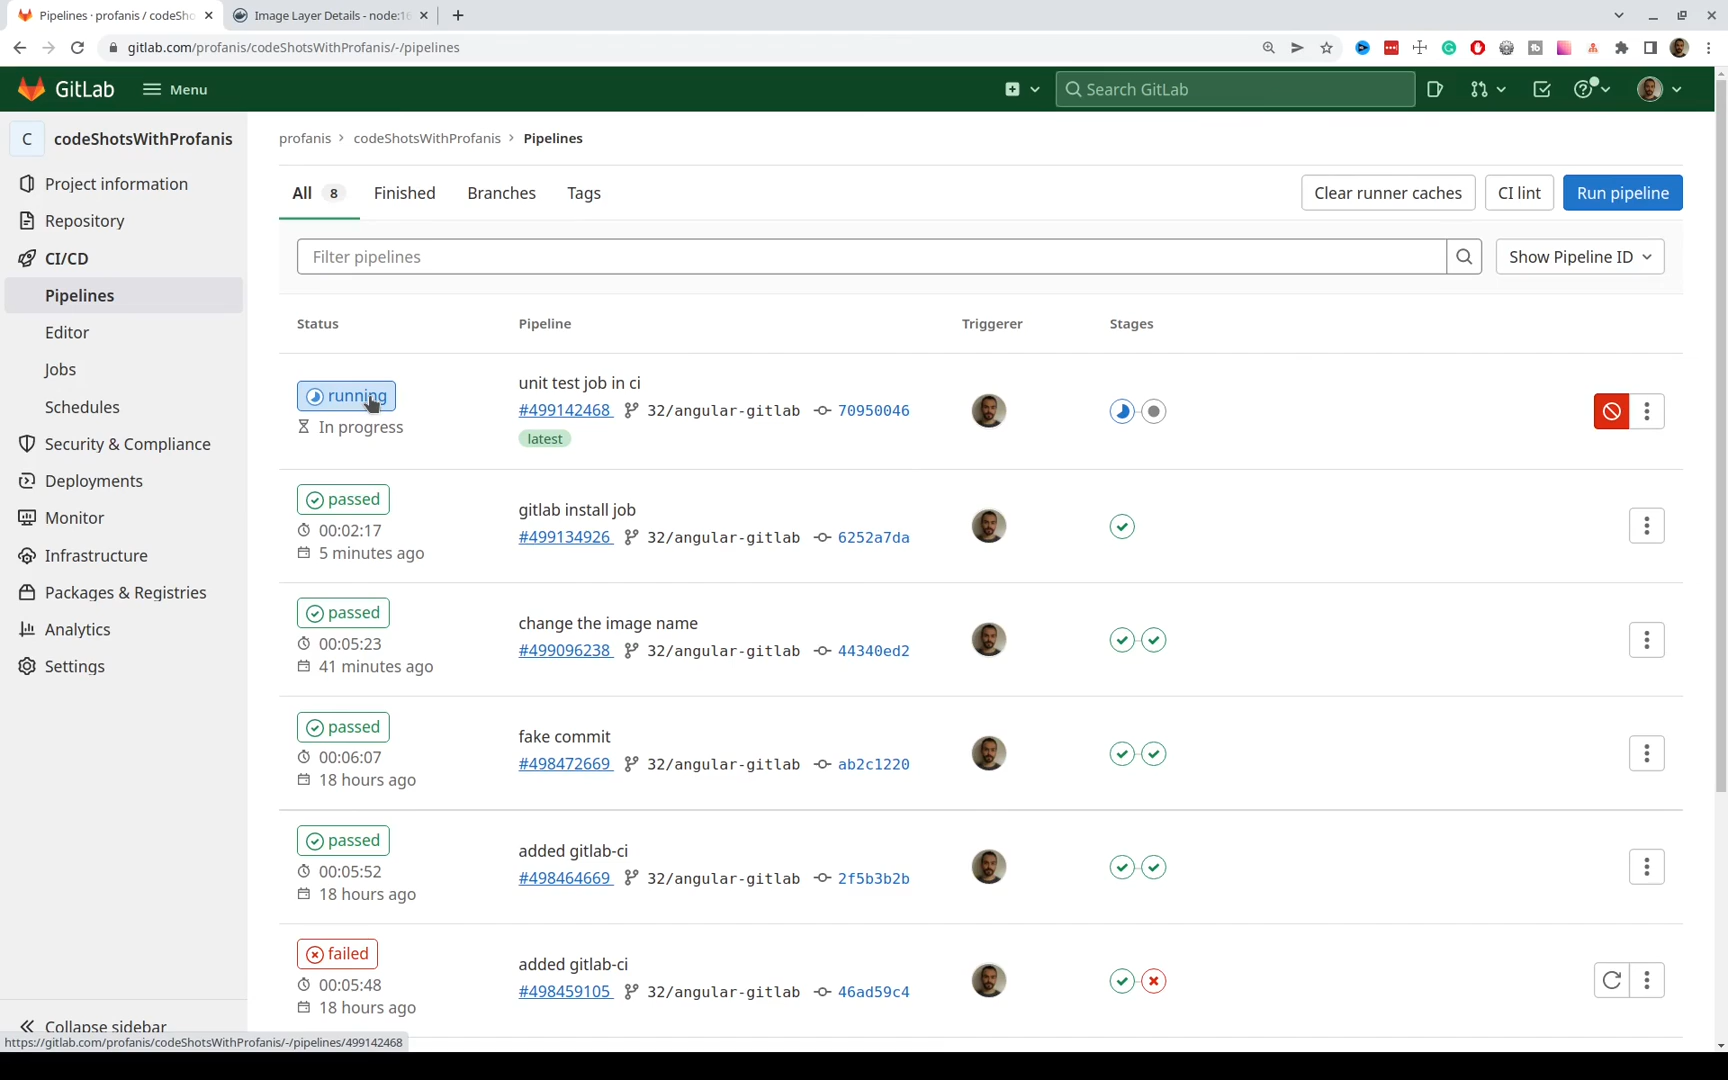 Pipelines · profanis / codeSho
Image Layer Details - node:16
gitlab.com/profanis/codeShotsWithProfanis/-/pipelines
GitLab
Menu
Search GitLab
C
codeShotsWithProfanis
Project information
Repository
CI/CD
Pipelines
Editor
Jobs
Schedules
Security & Compliance
Deployments
Monitor
Infrastructure
Packages & Registries
Analytics
Settings
Collapse sidebar
https://gitlab.com/profanis/codeShotsWithProfanis/-/pipelines/499142468
profanis > codeShotsWithProfanis > Pipelines
All 8 Finished Branches Tags
Clear runner caches CI lint Run pipeline
Filter pipelines
Show Pipeline ID
Status Pipeline Triggerer Stages
running
In progress
unit test job in ci
#499142468 32/angular-gitlab 70950046
latest
passed
00:02:17
5 minutes ago
gitlab install job
#499134926 32/angular-gitlab 6252a7da
passed
00:05:23
41 minutes ago
change the image name
#499096238 32/angular-gitlab 44340ed2
passed
00:06:07
18 hours ago
fake commit
#498472669 32/angular-gitlab ab2c1220
passed
00:05:52
18 hours ago
added gitlab-ci
#498464669 32/angular-gitlab 2f5b3b2b
failed
00:05:48
18 hours ago
added gitlab-ci
#498459105 32/angular-gitlab 46ad59c4